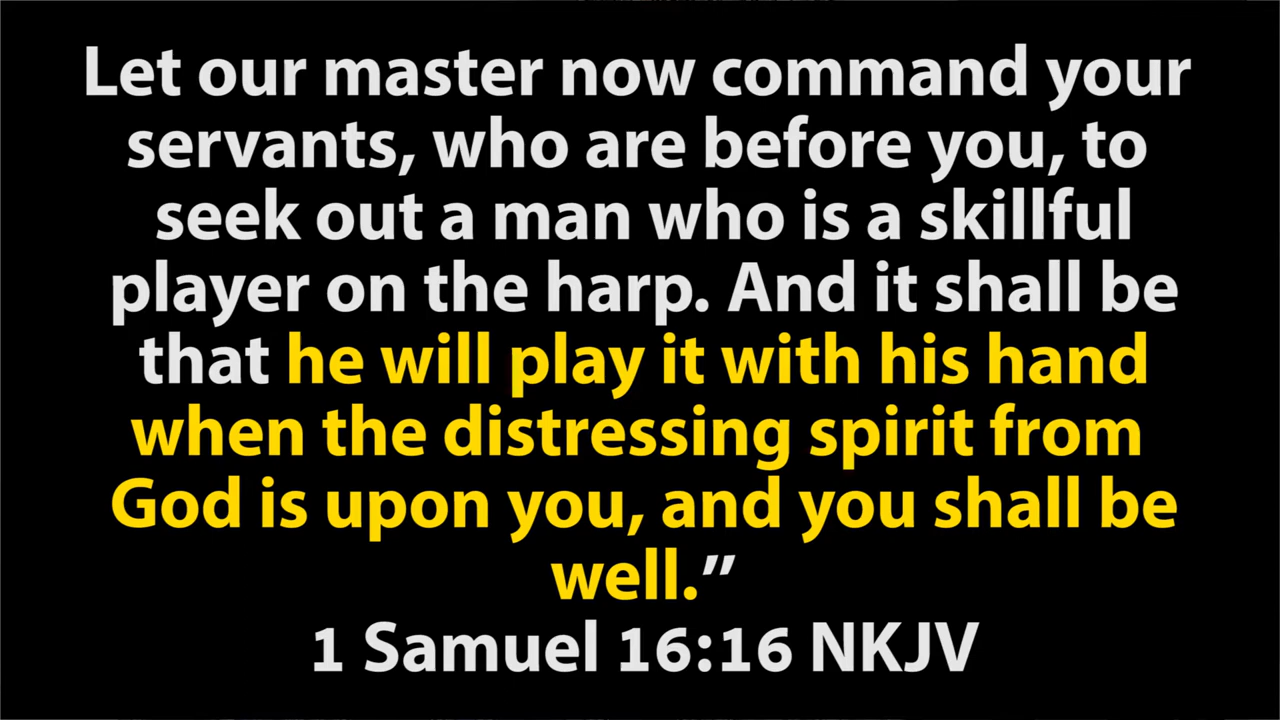 Let our master now command your
servants, who are before you, to
seek out a man who is a skillful
player on the harp. And it shall be
that he will play it with his hand
when the distressing spirit from
God is upon you, and you shall be
well.”
1 Samuel 16:16 NKJV